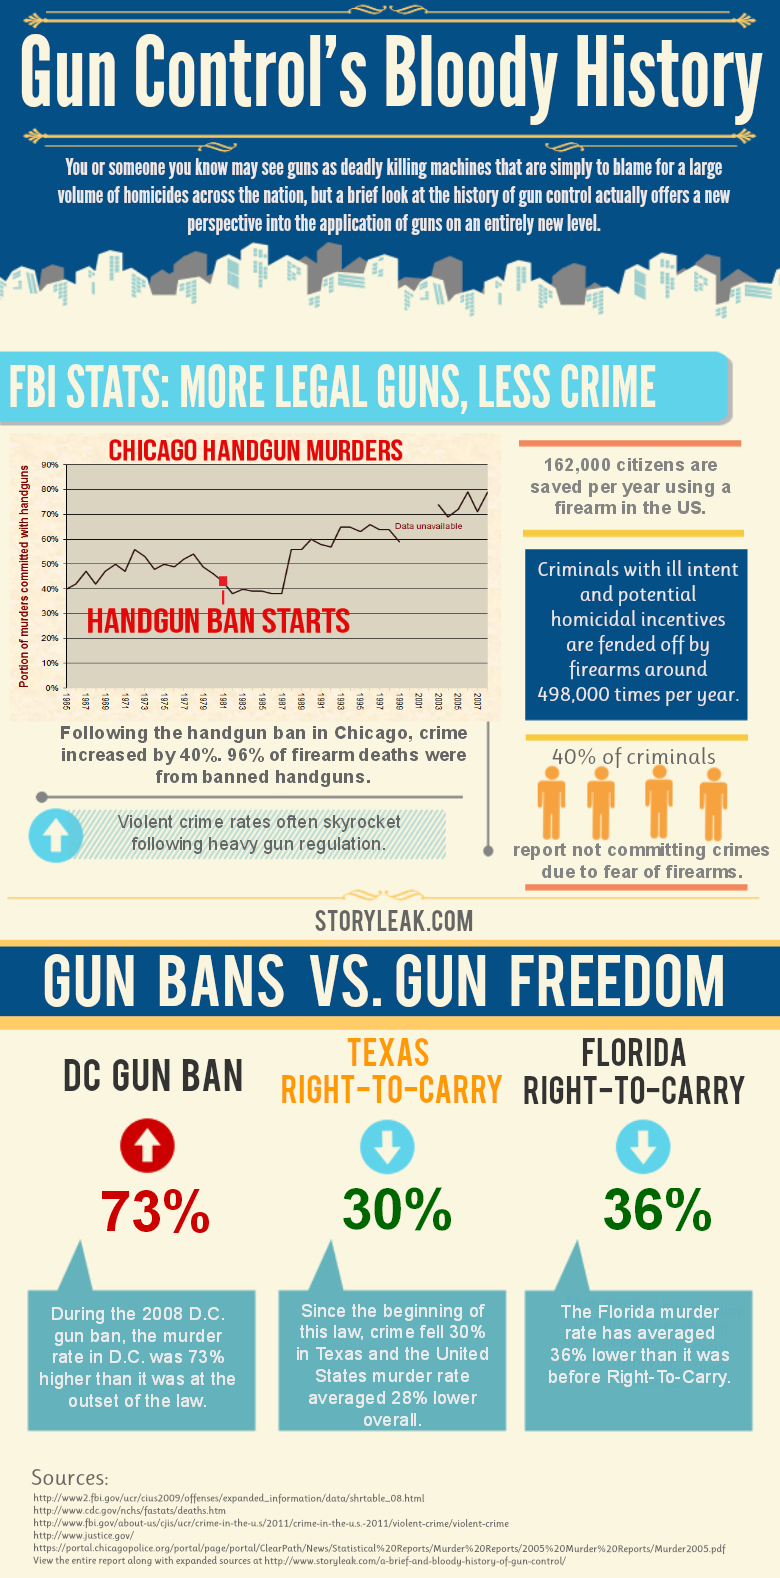 Gun Control's Bloody History
You or someone you know may see guns as deadly killing machines that are simply to blame for a large
volume of homicides across the nation, but a brief look at the history of gun control actually offers a new
perspective into the application of guns on an entirely new level.
FBI STATS: MORE LEGAL GUNS, LESS CRIME
CHICAGO HANDGUN MURDERS
Portion of murders committed with handguns
90%
80%
70%
60%
50%
40%
30%
20%
10%
0%
Data unavailable
HANDGUN BAN STARTS
1965
1967
1969
1971
1973
1975
1977
1979
1981
1983
1985
1987
1989
1991
1993
1995
1997
1999
2001
2003
2005
2007
Following the handgun ban in Chicago, crime
increased by 40%. 96% of firearm deaths were
from banned handguns.
Violent crime rates often skyrocket
following heavy gun regulation.
162,000 citizens are
saved per year using a
firearm in the US.
Criminals with ill intent
and potential
homicidal incentives
are fended off by
firearms around
498,000 times per year.
40% of criminals
report not committing crimes
due to fear of firearms.
STORYLEAK.COM
GUN BANS VS. GUN FREEDOM
DC GUN BAN
73%
During the 2008 D.C.
gun ban, the murder
rate in D.C. was 73%
higher than it was at the
outset of the law.
TEXAS
RIGHT-TO-CARRY
30%
Since the beginning of
this law, crime fell 30%
in Texas and the United
States murder rate
averaged 28% lower
overall.
FLORIDA
RIGHT-TO-CARRY
36%
The Florida murder
rate has averaged
36% lower than it was
before Right-To-Carry.
Sources:
http://www2.fbi.gov/ucr/cius2009/offenses/expanded_information/data/shrtable_08.html
http://www.cdc.gov/nchs/fastats/deaths.htm
http://www.fbi.gov/about-us/cjis/ucr/crime-in-the-u.s/2011/crime-in-the-u.s.-2011/violent-crime/violent-crime
http://www.justice.gov/
https://portal.chicagopolice.org/portal/page/portal/ClearPath/News/Statistical%20Reports/Murder%20Reports/2005%20Murder%20Reports/Murder2005.pdf
View the entire report along with expanded sources at http://www.storyleak.com/a-brief-and-bloody-history-of-gun-control/